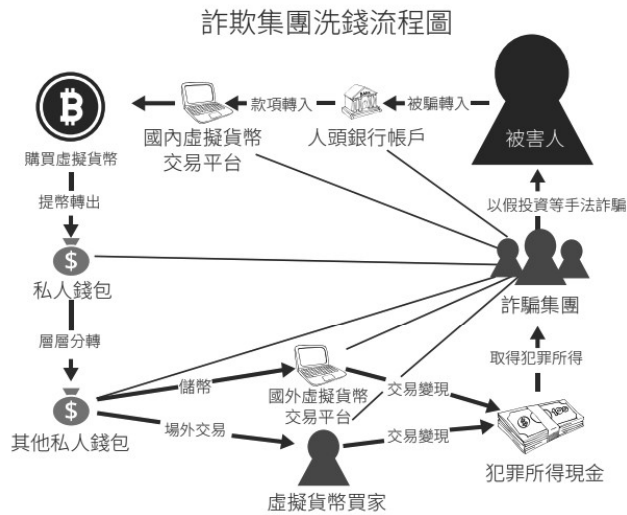 詐欺集團洗錢流程圖
購買虛擬貨幣
國內虛擬貨幣
交易平台
款項轉入
人頭銀行帳戶
被騙轉入
被害人
提幣轉出
以假投資等手法詐騙
私人錢包
詐騙集團
層層分轉
取得犯罪所得
儲幣
國外虛擬貨幣
交易平台
交易變現
其他私人錢包
場外交易
交易變現
虛擬貨幣買家
犯罪所得現金